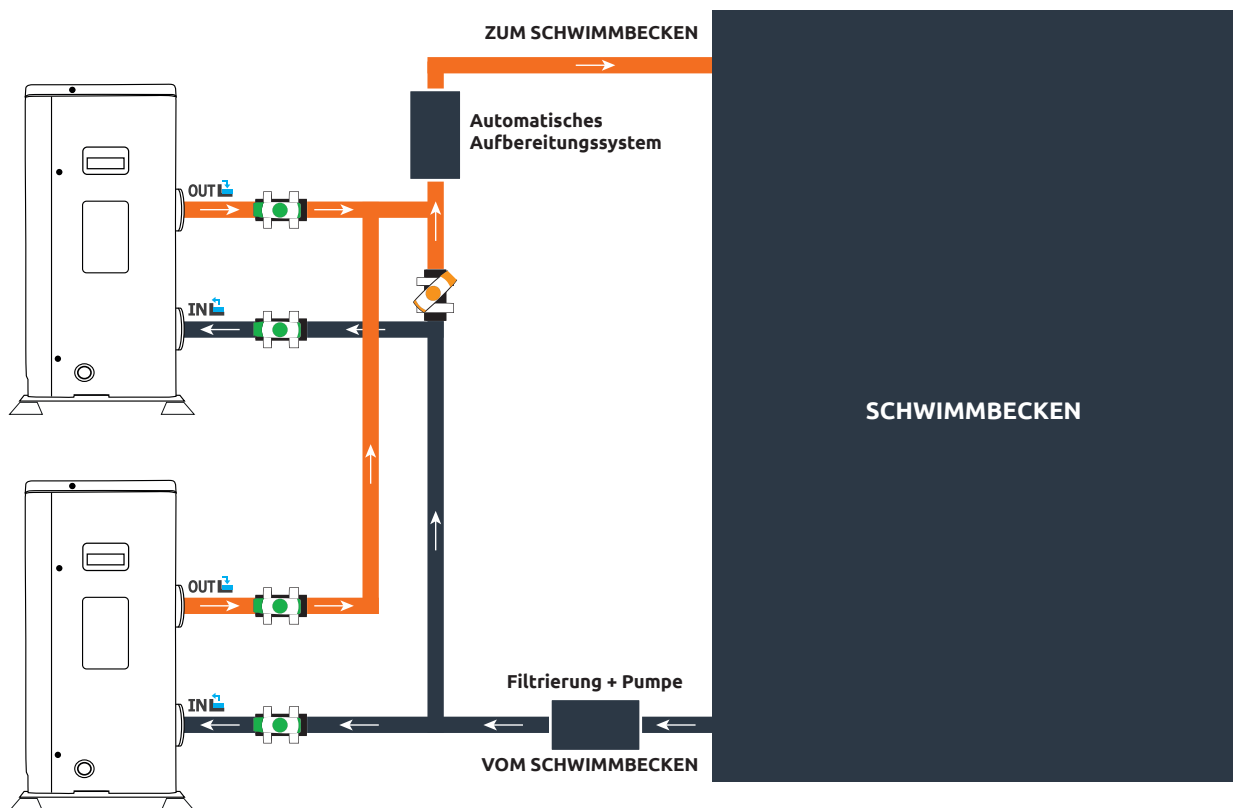 ZUM SCHWIMMBECKEN
Automatisches
Aufbereitungssystem
OUT
IN
SCHWIMMBECKEN
OUT
Filtrierung + Pumpe
IN
VOM SCHWIMMBECKEN